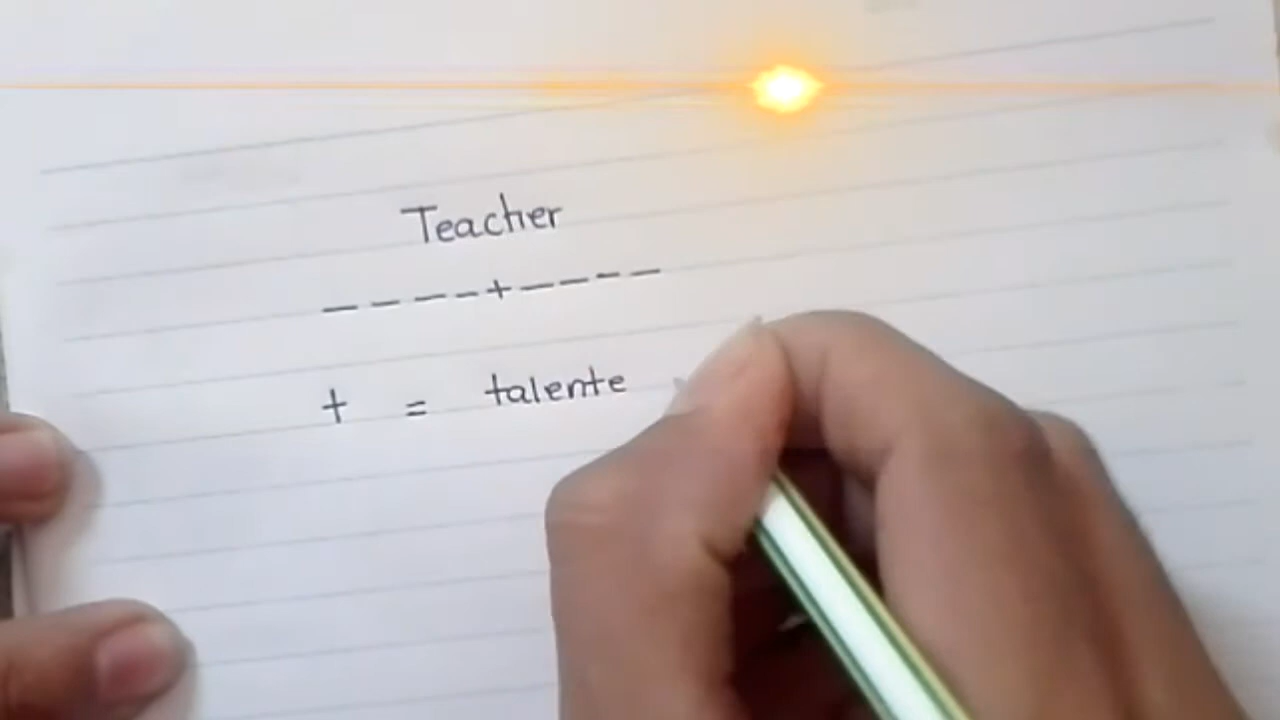 Teacher
----+----
t = talente